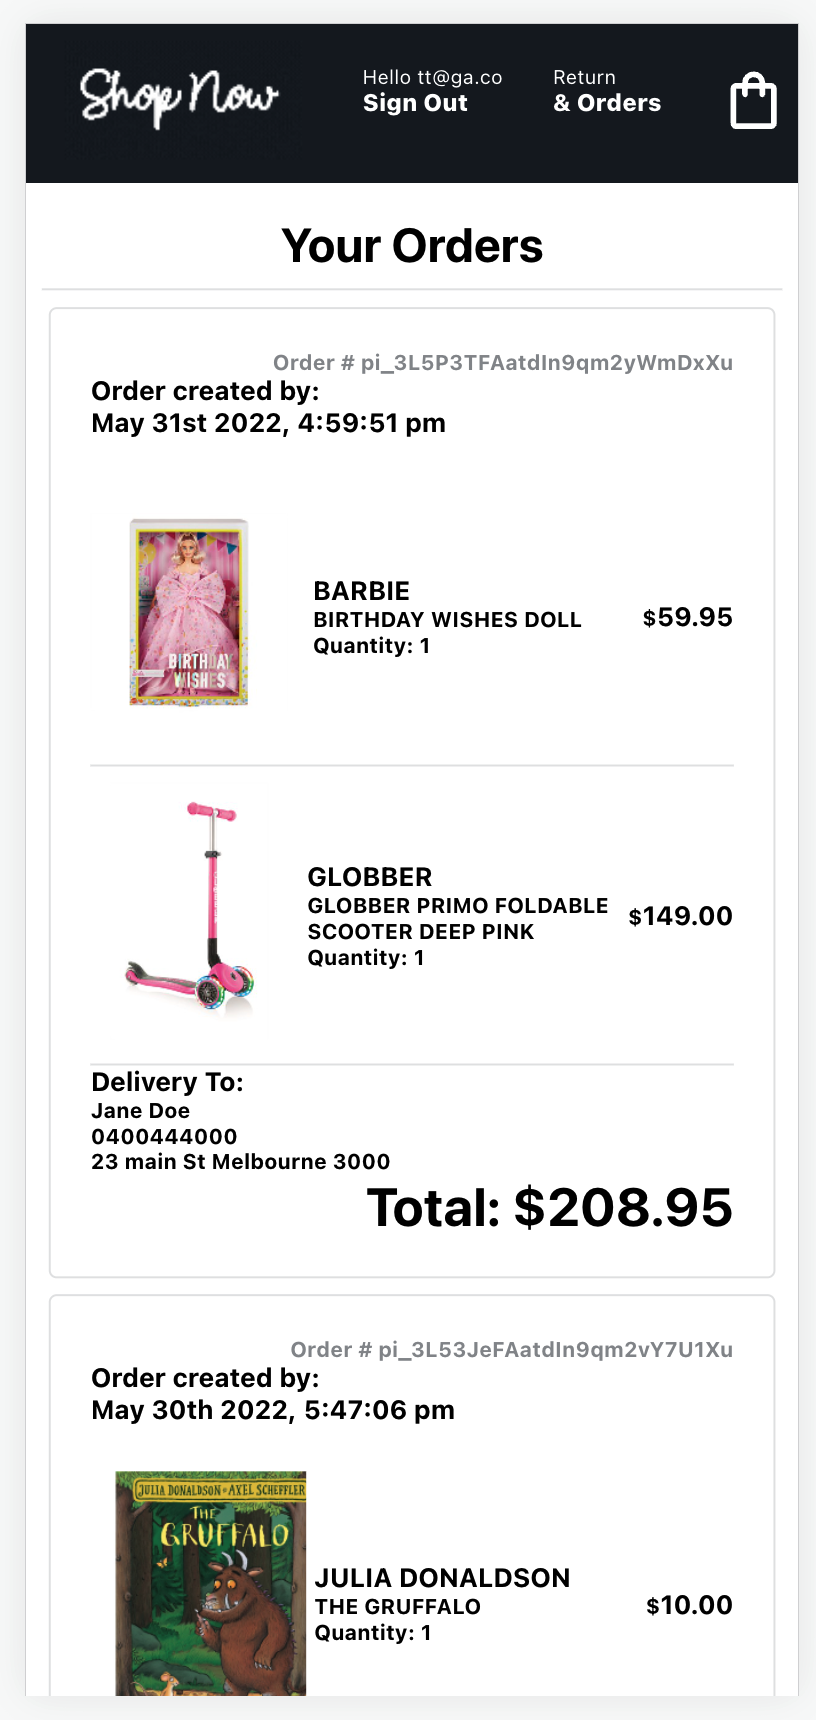 Shop Now
Hello tt@ga.co
Sign Out
Return
& Orders
Your Orders
Order # pi_3L5P3TFAatdIn9qm2yWmDxXu
Order created by:
May 31st 2022, 4:59:51 pm
BIRTHDAY
WISHES
BARBIE
BIRTHDAY WISHES DOLL
Quantity: 1
$59.95
GLOBBER
GLOBBER PRIMO FOLDABLE
SCOOTER DEEP PINK
Quantity: 1
$149.00
Delivery To:
Jane Doe
0400444000
23 main St Melbourne 3000
Total: $208.95
Order # pi_3L53JeFAatdIn9qm2vY7U1Xu
Order created by:
May 30th 2022, 5:47:06 pm
JULIA DONALDSON • AXEL SCHEFFLER
THE
GRUFFALO
JULIA DONALDSON
THE GRUFFALO
Quantity: 1
$10.00